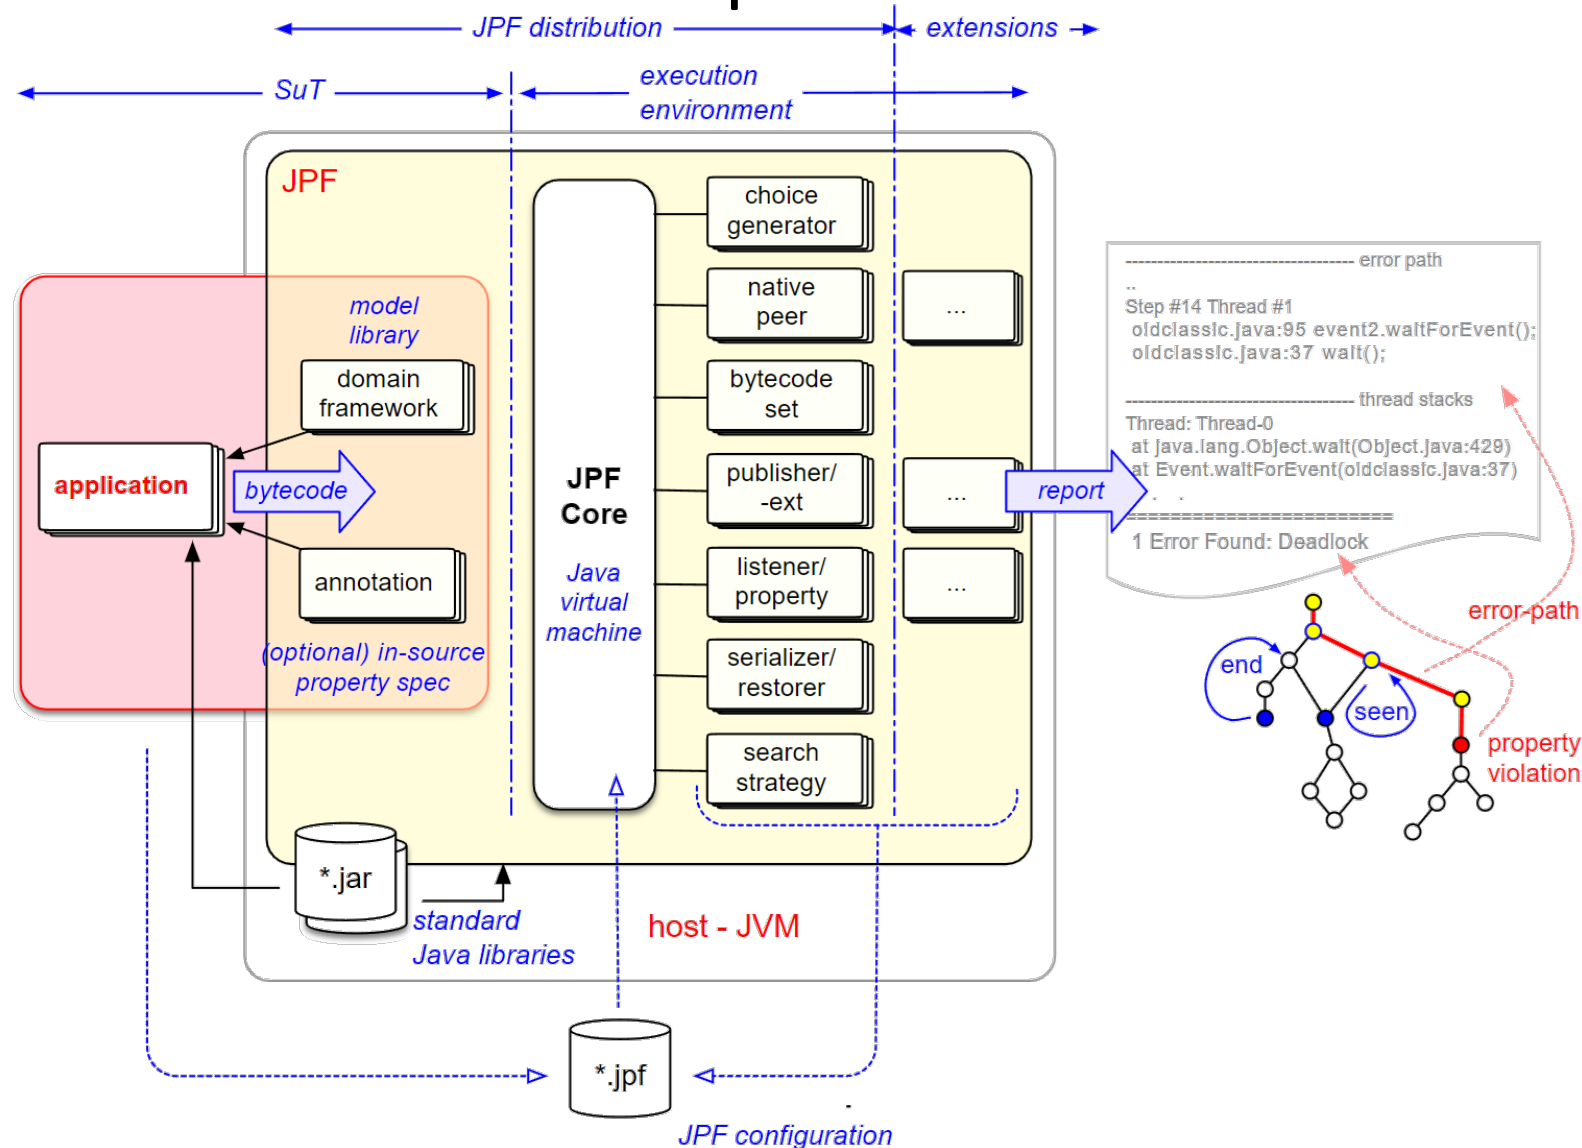 JPF distribution
extensions
SuT
execution
environment
JPF
choice
generator
model
library
native
peer
...
domain
framework
bytecode
set
application
bytecode
JPF
Core
publisher/
-ext
...
report
annotation
Java
virtual
machine
listener/
property
...
(optional) in-source
property spec
serializer/
restorer
search
strategy
*.jar
standard
Java libraries
host - JVM
*.jpf
JPF configuration
---------------------------------- error path
..
Step #14 Thread #1
oldclassic.java:95 event2.waitForEvent();
oldclassic.java:37 wait();
---------------------------------- thread stacks
Thread: Thread-0
at java.lang.Object.wait(Object.java:429)
at Event.waitForEvent(oldclassic.java:37)
. .
========================
1 Error Found: Deadlock
error-path
end
seen
property
violation